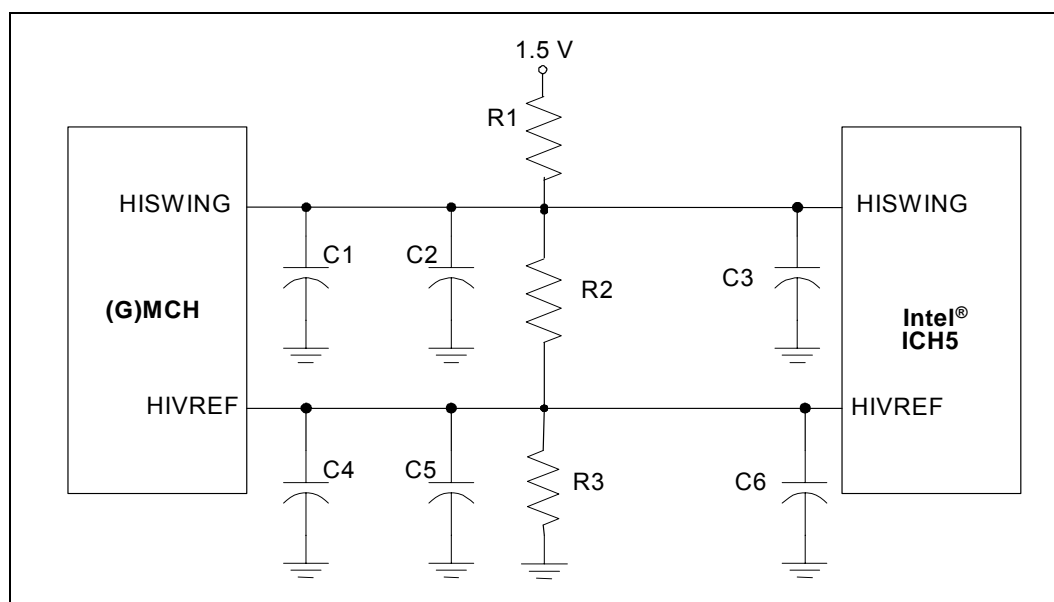 1.5 V
R1
HISWING
HISWING
C1
C2
R2
C3
(G)MCH
Intel®
ICH5
HIVREF
HIVREF
C4
C5
R3
C6